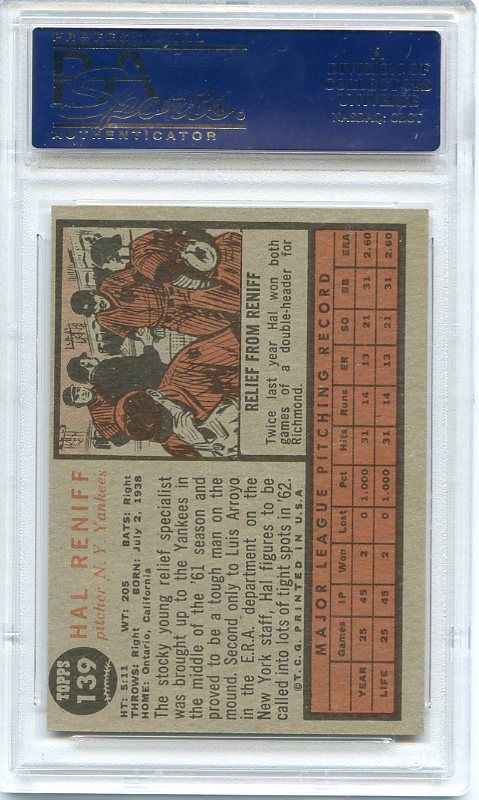 PROFESSIONAL
PSA
Sports
AUTHENTICATOR
A
DIVISION OF
COLLECTORS
UNIVERSE
NASDAQ: CLCT
TOPPS
139
HAL RENIFF
pitcher N. Y. Yankees
HT: 5:11 WT: 205 BATS: Right
THROWS: Right BORN: July 2, 1938
HOME: Ontario, California
The stocky young relief specialist
was brought up to the Yankees in
the middle of the '61 season and
proved to be a tough man on the
mound. Second only to Luis Arroyo
in the E.R.A. department on the
New York staff, Hal figures to be
called into lots of tight spots in '62.
©T.C.G. PRINTED IN U.S.A.
RELIEF FROM RENIFF
Twice last year Hal won both
games of a double-header for
Richmond.
MAJOR LEAGUE PITCHING RECORD
Games IP Won Lost Pct Hits Runs ER SO BB ERA
YEAR 25 45 2 0 1.000 31 14 13 21 31 2.60
LIFE 25 45 2 0 1.000 31 14 13 21 31 2.60